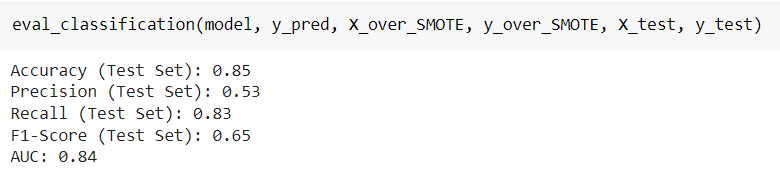 eval_classification(model, y_pred, X_over_SMOTE, y_over_SMOTE, X_test, y_test)
Accuracy (Test Set): 0.85
Precision (Test Set): 0.53
Recall (Test Set): 0.83
F1-Score (Test Set): 0.65
AUC: 0.84